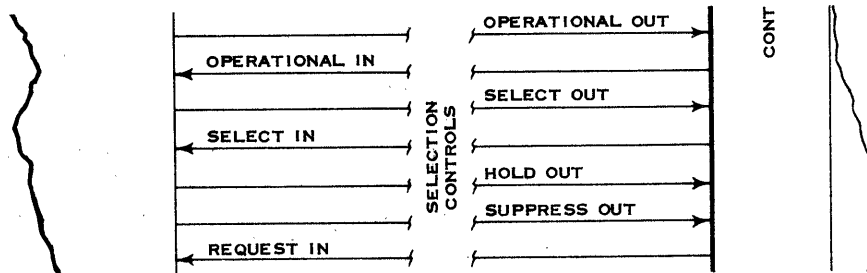 OPERATIONAL OUT
OPERATIONAL IN
SELECT OUT
SELECT IN
HOLD OUT
SUPPRESS OUT
REQUEST IN
SELECTION
CONTROLS
CONT